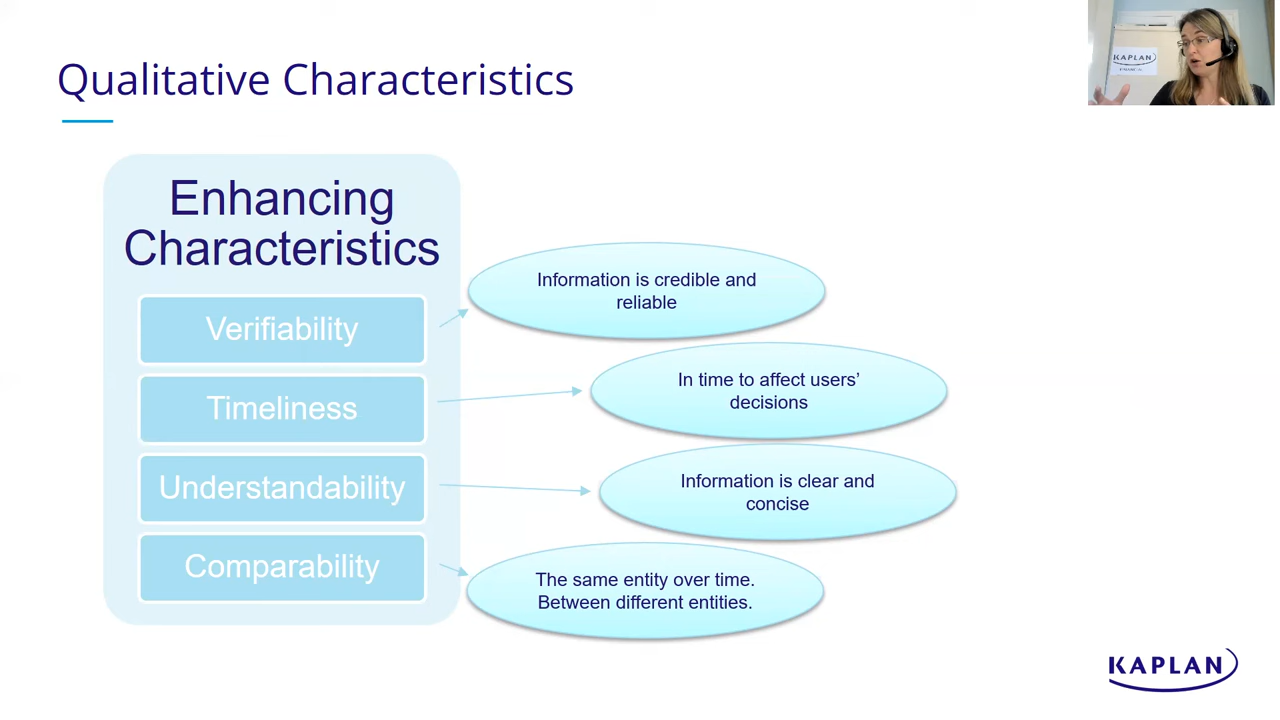 Qualitative Characteristics
KAPLAN
Enhancing
Characteristics
Verifiability
Timeliness
Understandability
Comparability
Information is credible and
reliable
In time to affect users’
decisions
Information is clear and
concise
The same entity over time.
Between different entities.
KAPLAN